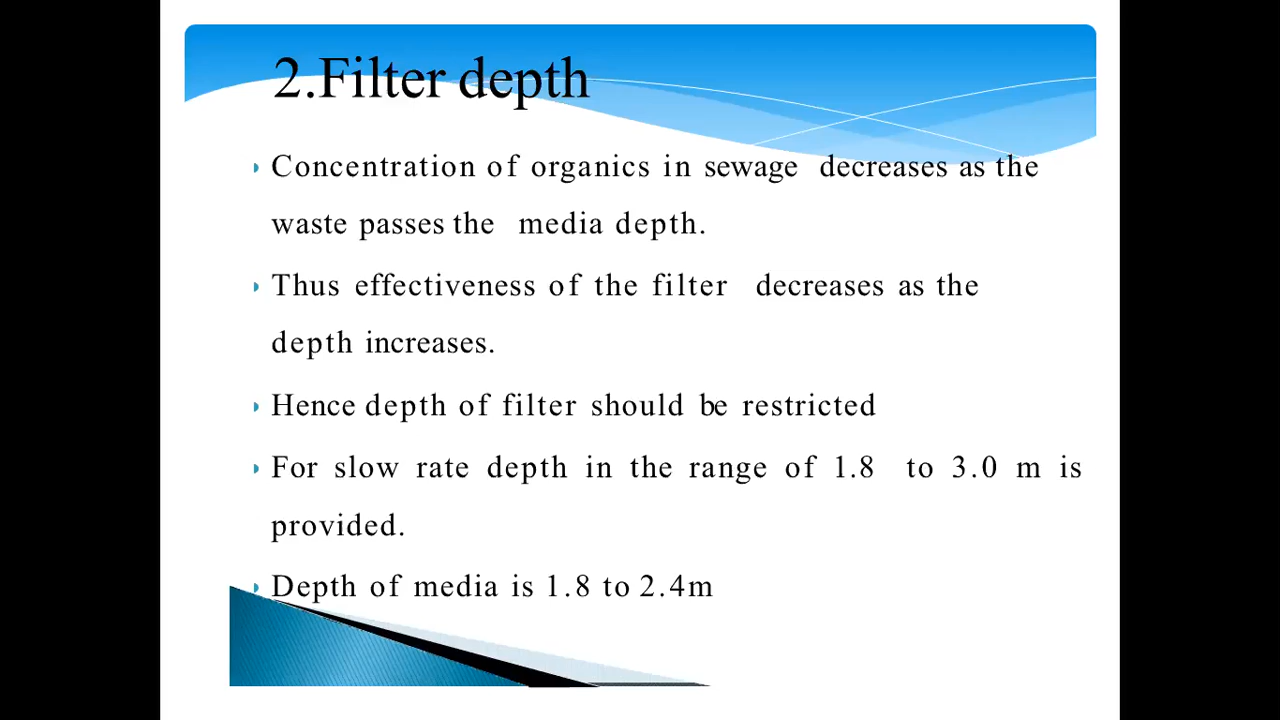 2.Filter depth
Concentration of organics in sewage decreases as the
waste passes the media depth.
Thus effectiveness of the filter decreases as the
depth increases.
Hence depth of filter should be restricted
For slow rate depth in the range of 1.8 to 3.0 m is
provided.
Depth of media is 1.8 to 2.4m